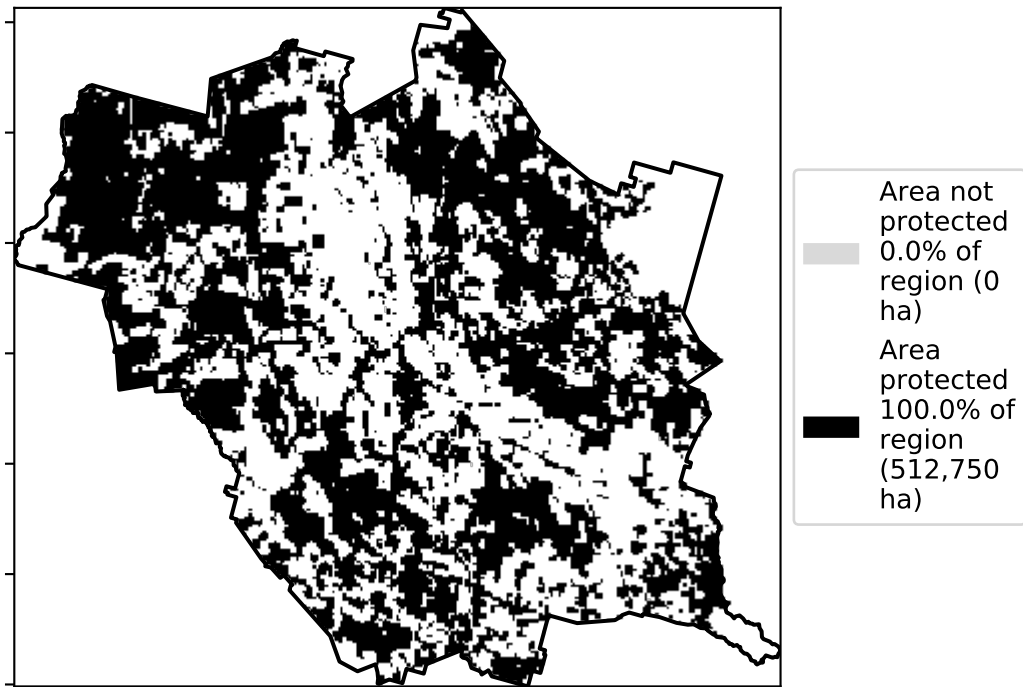 Area not
protected
0.0% of
region (0
ha)
Area
protected
100.0% of
region
(512,750
ha)